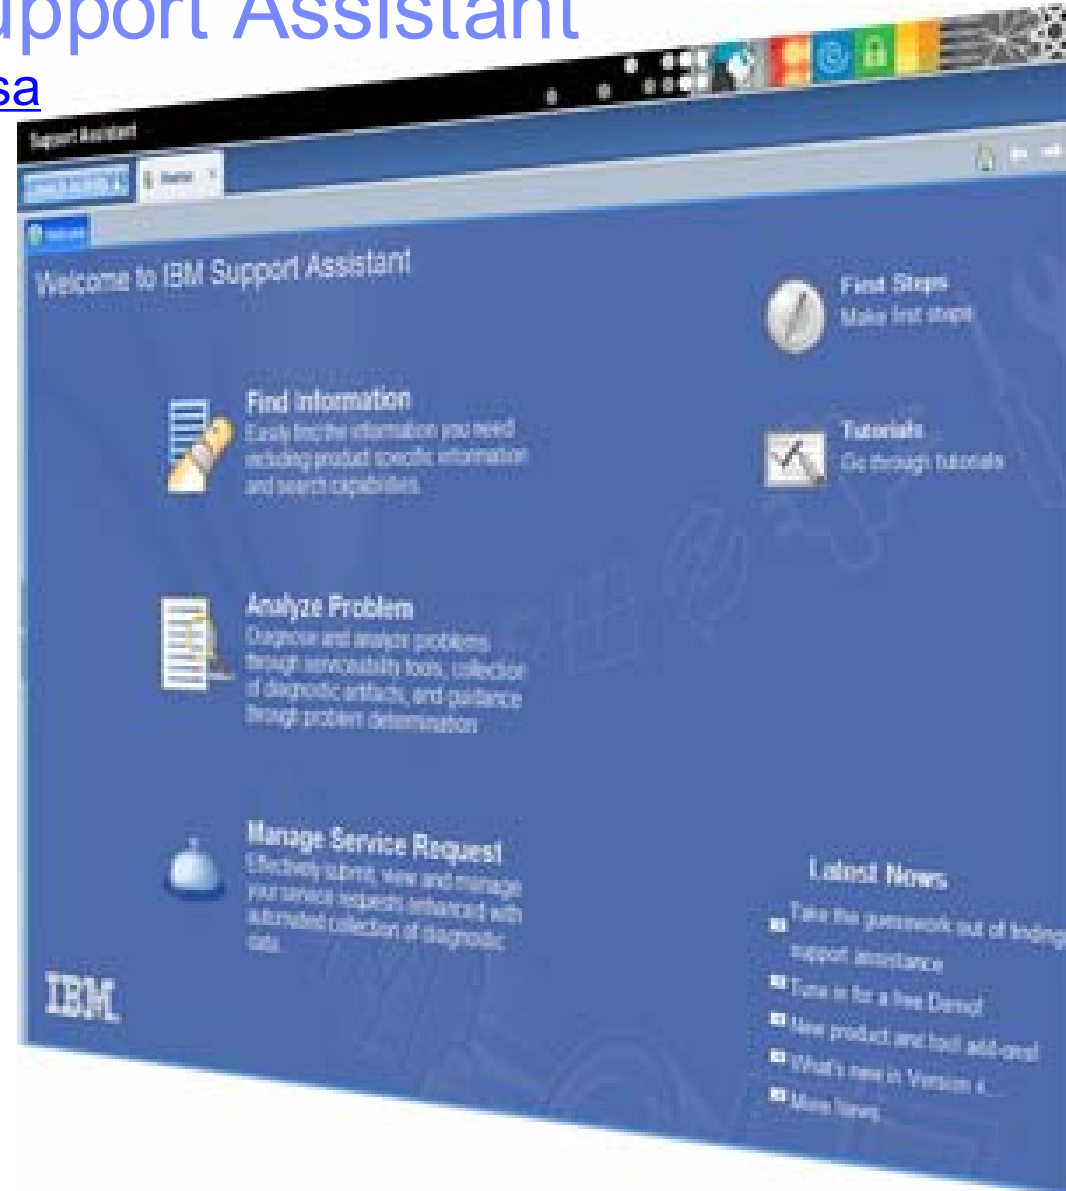 upport Assistant
sa
Support Assistant
Welcome to IBM Support Assistant
Find Information
Easily find the information you need
including product specific information
and search capabilities.
Analyze Problem
Diagnose and analyze problems
through serviceability tools, collection
of diagnostic artifacts, and guidance
through problem determination.
Manage Service Request
Effectively submit, view and manage
your service requests enhanced with
automated collection of diagnostic
data.
IBM
First Steps
Make first steps
Tutorials
Go through tutorials
Latest News
Take the guesswork out of finding
support assistance
Tune in for a free Demo!
New product and tool add-ons!
What's new in Version 4...
More News...